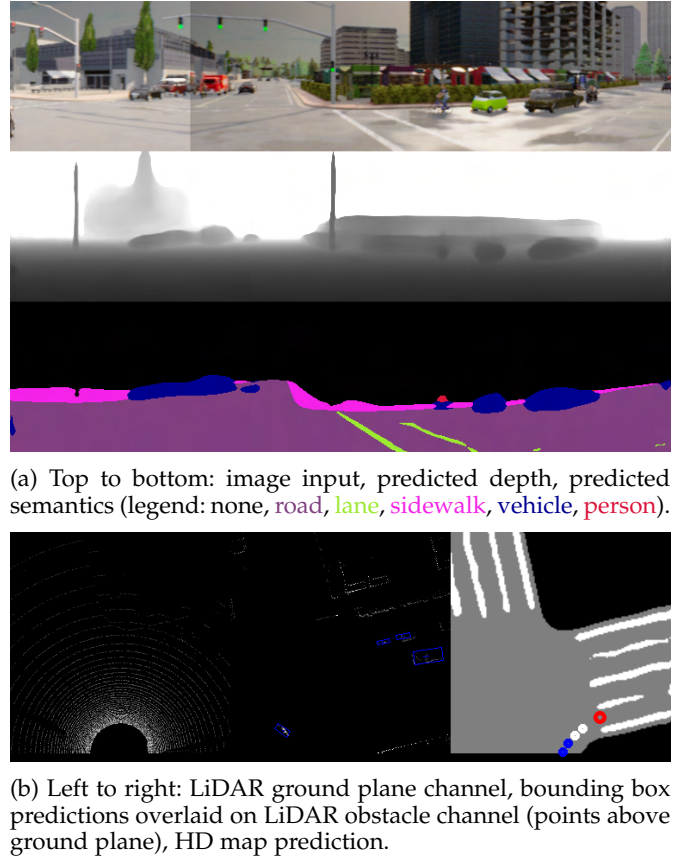 (a) Top to bottom: image input, predicted depth, predicted
semantics (legend: none, road, lane, sidewalk, vehicle, person).
(b) Left to right: LiDAR ground plane channel, bounding box
predictions overlaid on LiDAR obstacle channel (points above
ground plane), HD map prediction.